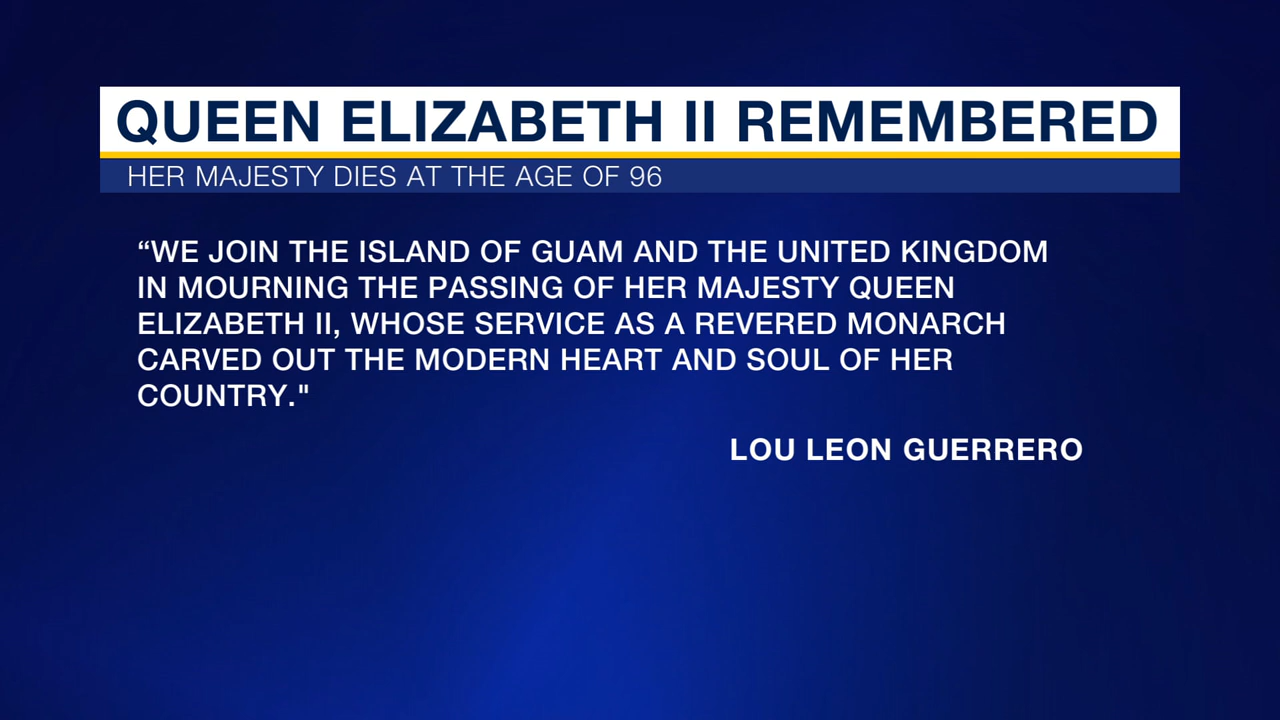 QUEEN ELIZABETH II REMEMBERED
HER MAJESTY DIES AT THE AGE OF 96
“WE JOIN THE ISLAND OF GUAM AND THE UNITED KINGDOM
IN MOURNING THE PASSING OF HER MAJESTY QUEEN
ELIZABETH II, WHOSE SERVICE AS A REVERED MONARCH
CARVED OUT THE MODERN HEART AND SOUL OF HER
COUNTRY."
LOU LEON GUERRERO